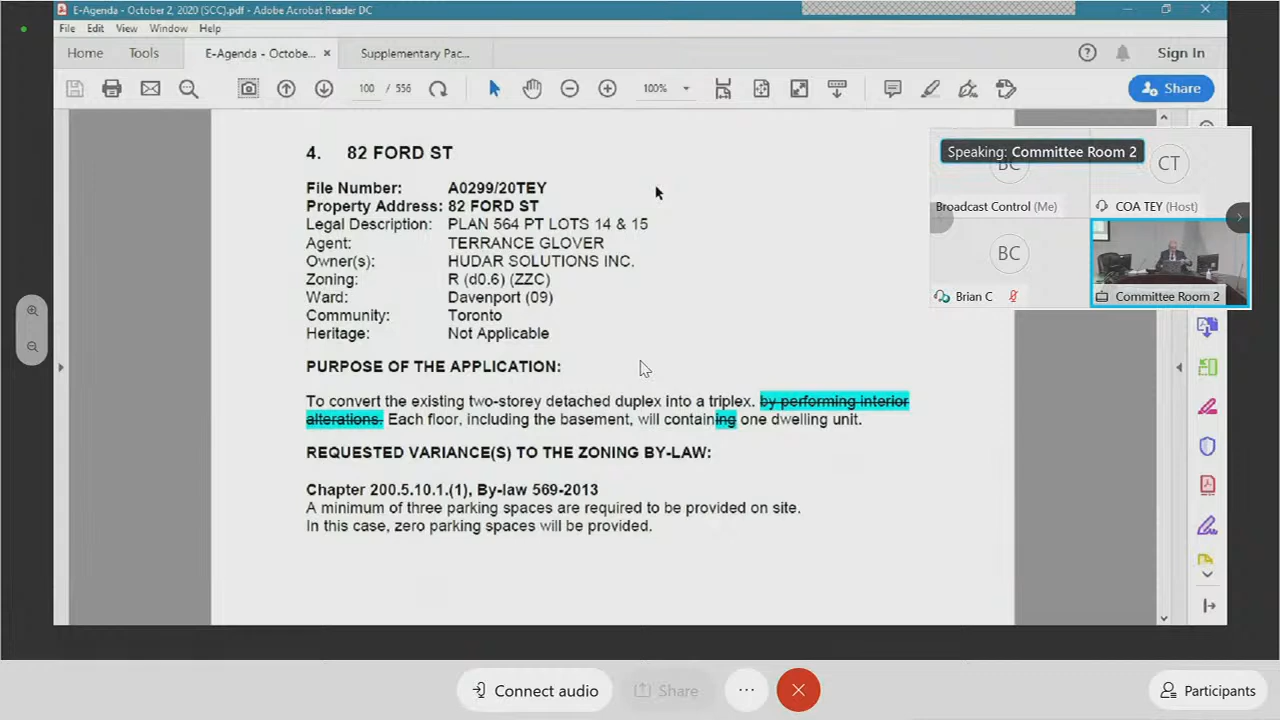 E-Agenda - October 2, 2020 (SCC).pdf - Adobe Acrobat Reader DC
File Edit View Window Help
Home Tools E-Agenda - Octobe... × Supplementary Pac... Sign In
100 / 556 100% Share
4. 82 FORD ST
File Number: A0299/20TEY
Property Address: 82 FORD ST
Legal Description: PLAN 564 PT LOTS 14 & 15
Agent: TERRANCE GLOVER
Owner(s): HUDAR SOLUTIONS INC.
Zoning: R (d0.6) (ZZC)
Ward: Davenport (09)
Community: Toronto
Heritage: Not Applicable
PURPOSE OF THE APPLICATION:
To convert the existing two-storey detached duplex into a triplex. by performing interior
alterations. Each floor, including the basement, will containing one dwelling unit.
REQUESTED VARIANCE(S) TO THE ZONING BY-LAW:
Chapter 200.5.10.1.(1), By-law 569-2013
A minimum of three parking spaces are required to be provided on site.
In this case, zero parking spaces will be provided.
Speaking: Committee Room 2
BC CT
Broadcast Control (Me) COA TEY (Host)
BC
Brian C Committee Room 2
Connect audio Share ... Participants